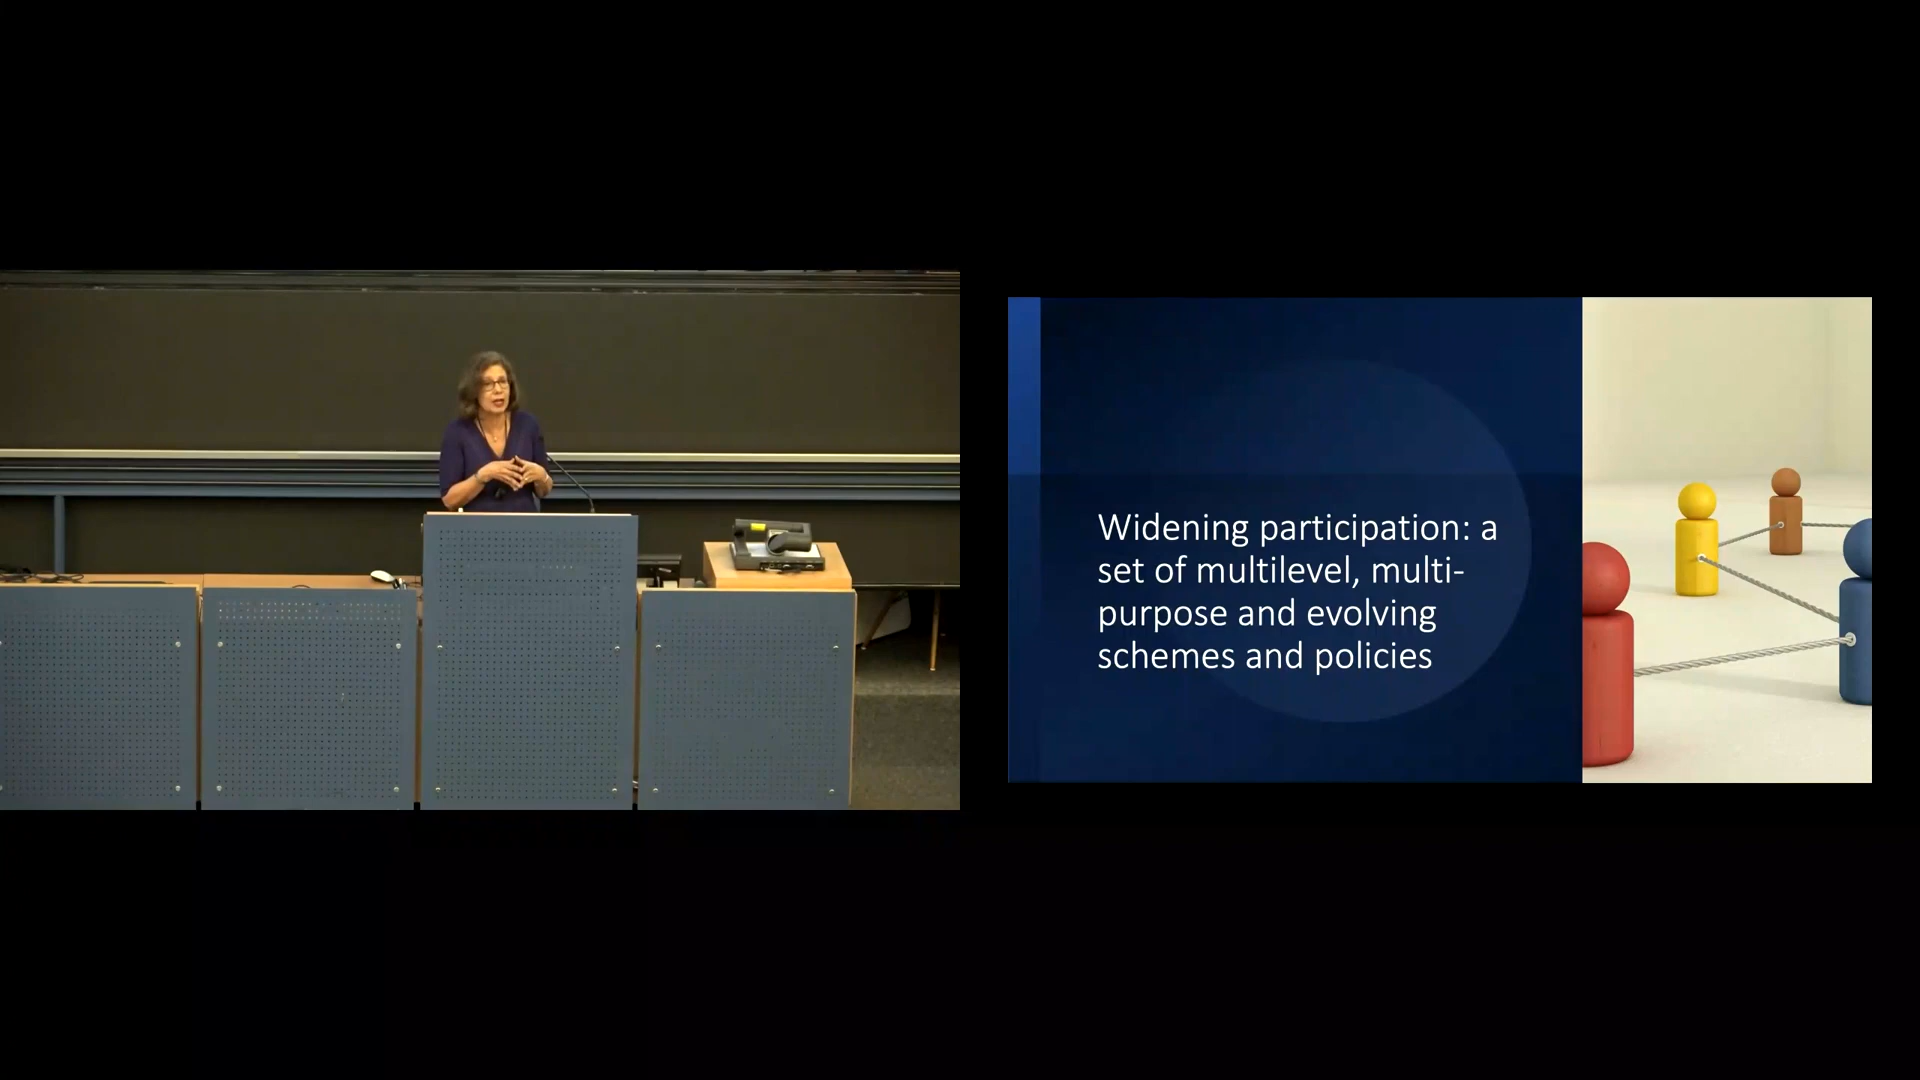 Widening participation: a
set of multilevel, multi-
purpose and evolving
schemes and policies